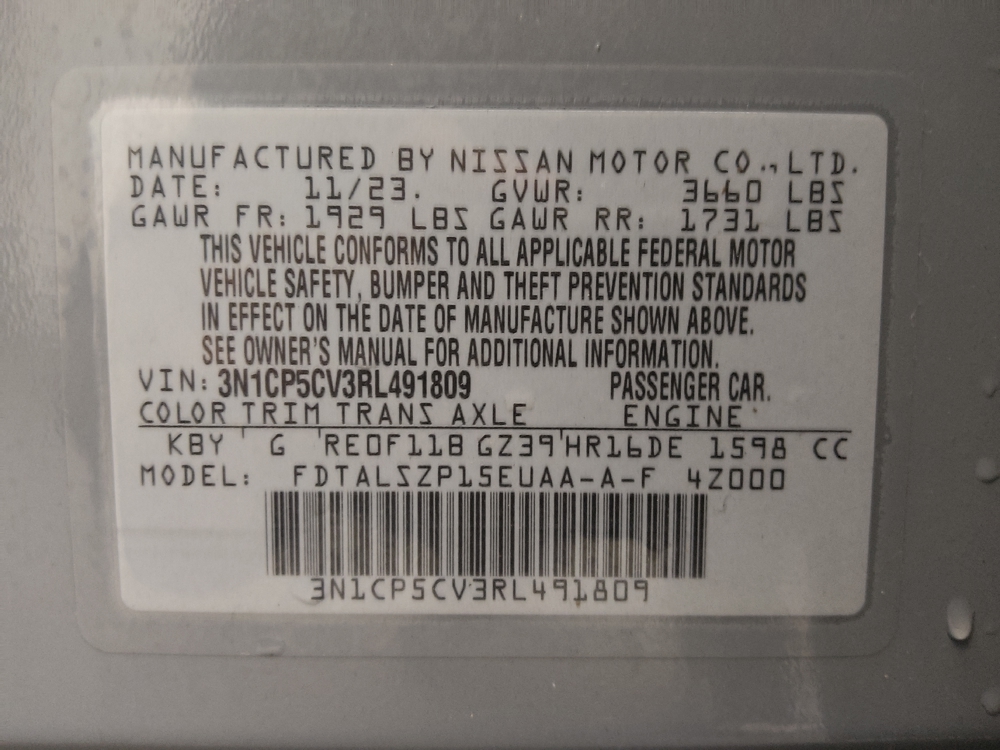 MANUFACTURED BY NISSAN MOTOR CO.,LTD.
DATE: 11/23. GVWR: 3660 LBS
GAWR FR: 1929 LBS GAWR RR: 1731 LBS
THIS VEHICLE CONFORMS TO ALL APPLICABLE FEDERAL MOTOR
VEHICLE SAFETY, BUMPER AND THEFT PREVENTION STANDARDS
IN EFFECT ON THE DATE OF MANUFACTURE SHOWN ABOVE.
SEE OWNER'S MANUAL FOR ADDITIONAL INFORMATION.
VIN: 3N1CP5CV3RL491809 PASSENGER CAR.
COLOR TRIM TRANS AXLE ENGINE
KBY G RE0F11B GZ39 HR16DE 1598 CC
MODEL: FDTALSZP15EUAA-A-F 4Z000
3N1CP5CV3RL491809